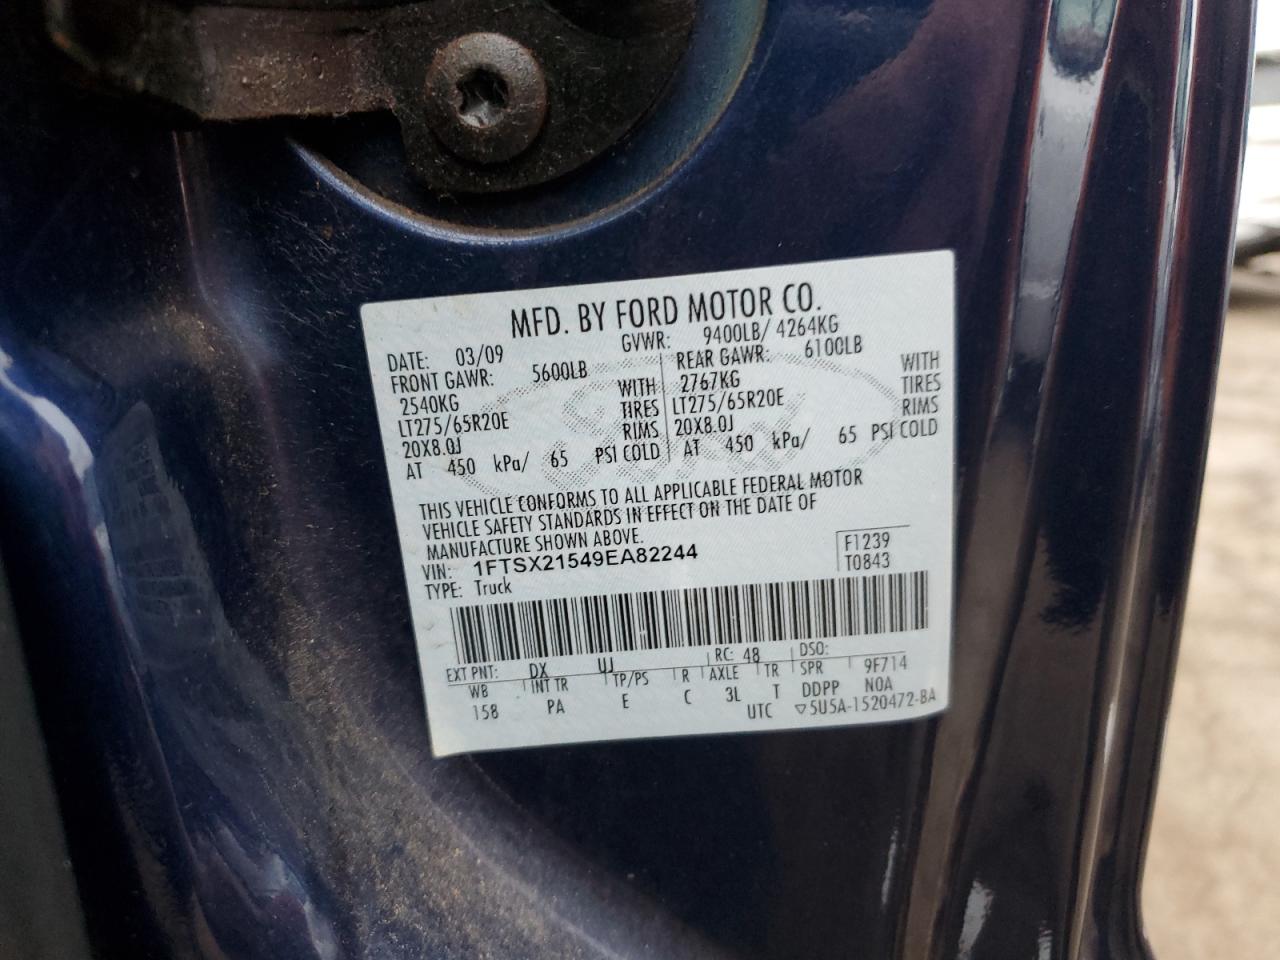 MFD. BY FORD MOTOR CO.
DATE: 03/09 GVWR: 9400LB/ 4264KG
FRONT GAWR: 5600LB REAR GAWR: 6100LB
2540KG WITH 2767KG WITH
LT275/65R20E TIRES LT275/65R20E TIRES
20X8.0J RIMS 20X8.0J RIMS
AT 450 kPa/ 65 PSI COLD AT 450 kPa/ 65 PSI COLD
THIS VEHICLE CONFORMS TO ALL APPLICABLE FEDERAL MOTOR
VEHICLE SAFETY STANDARDS IN EFFECT ON THE DATE OF
MANUFACTURE SHOWN ABOVE.
VIN: 1FTSX21549EA82244 F1239
TYPE: Truck T0843
EXT PNT: DX UJ RC: 48 DSO:
WB INT TR TP/PS R AXLE TR SPR 9F714
158 PA E C 3L T DDPP N0A
UTC ▽5U5A-1520472-BA